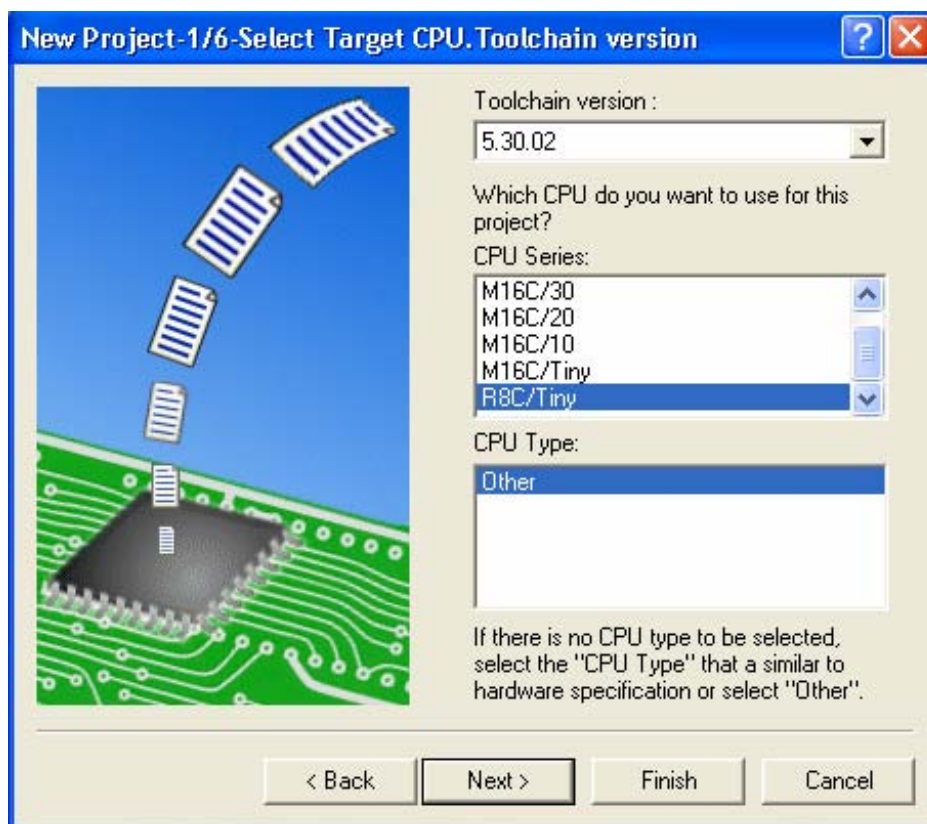 New Project-1/6-Select Target CPU.Toolchain version
Toolchain version :
5.30.02
Which CPU do you want to use for this
project?
CPU Series:
M16C/30
M16C/20
M16C/10
M16C/Tiny
R8C/Tiny
CPU Type:
Other
If there is no CPU type to be selected,
select the "CPU Type" that a similar to
hardware specification or select "Other".
< Back
Next >
Finish
Cancel